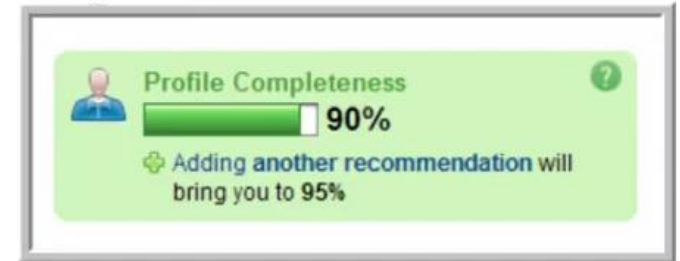 Profile Completeness
?
90%
Adding another recommendation will
bring you to 95%